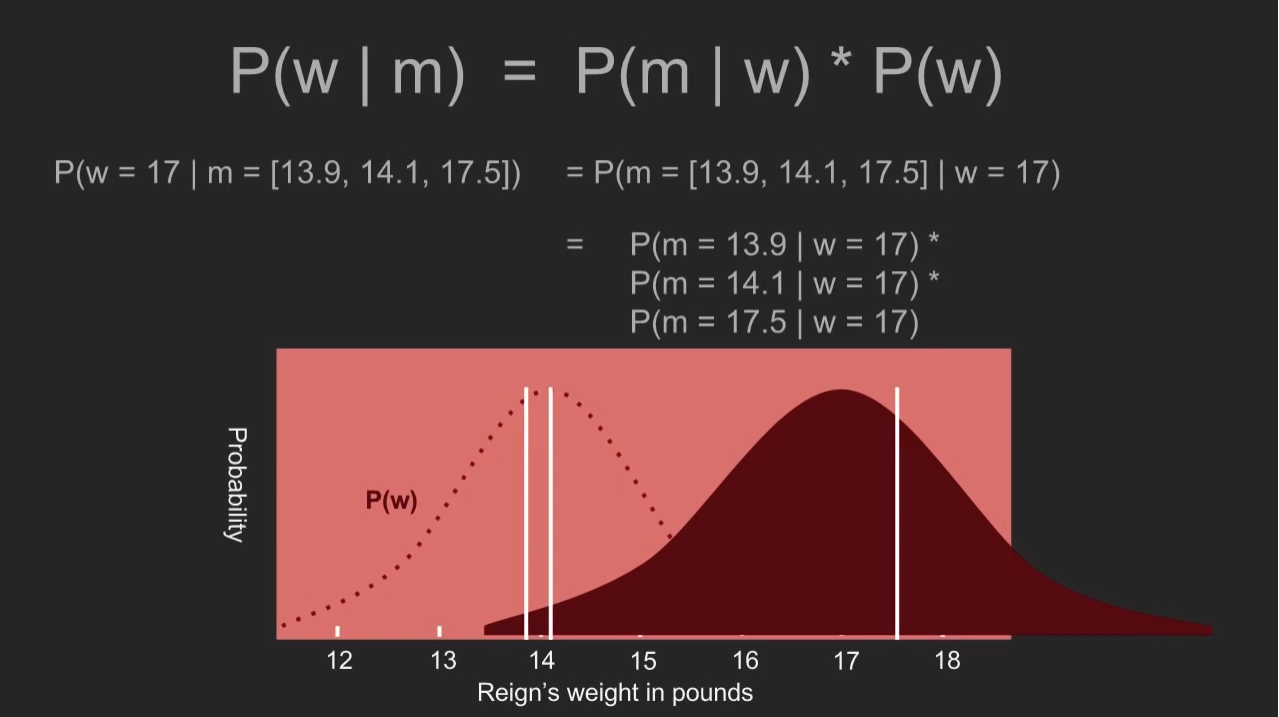 P(w | m) = P(m | w) * P(w)
P(w = 17 | m = [13.9, 14.1, 17.5]) = P(m = [13.9, 14.1, 17.5] | w = 17)
= P(m = 13.9 | w = 17) *
P(m = 14.1 | w = 17) *
P(m = 17.5 | w = 17)
Probability
P(w)
12 13 14 15 16 17 18
Reign's weight in pounds